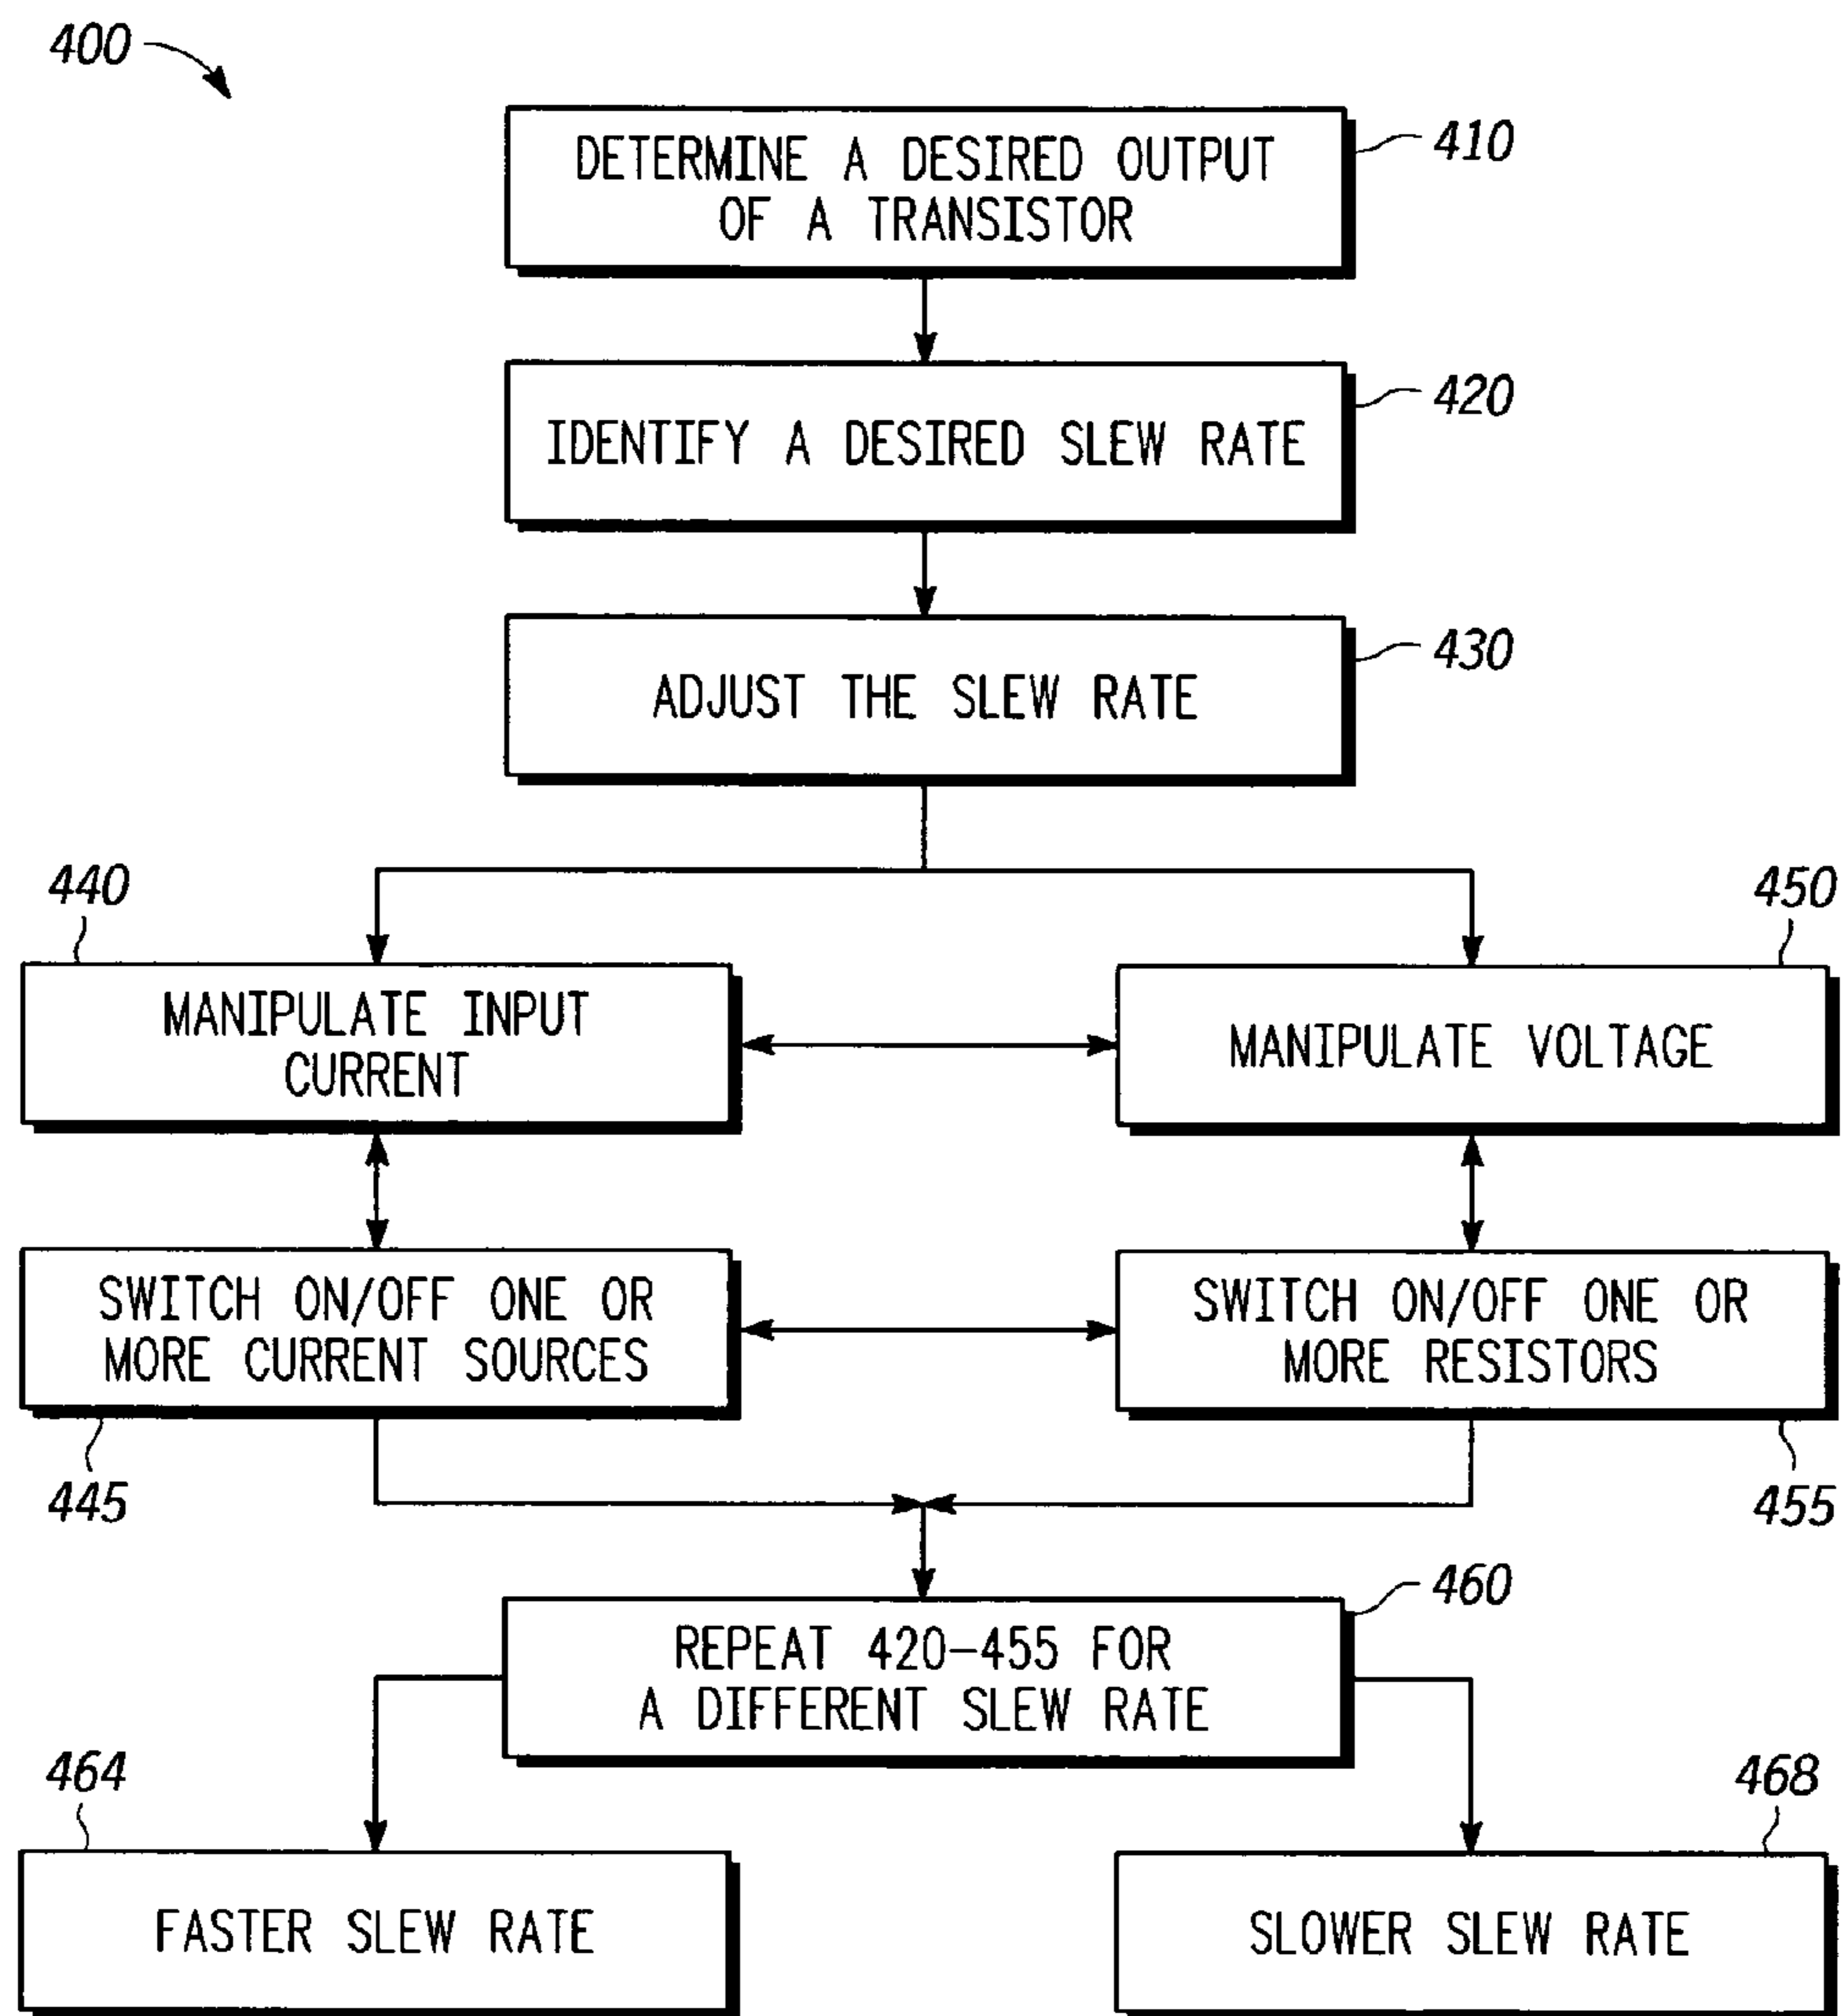 400
DETERMINE A DESIRED OUTPUT
OF A TRANSISTOR
410
IDENTIFY A DESIRED SLEW RATE
420
ADJUST THE SLEW RATE
430
440
MANIPULATE INPUT
CURRENT
450
MANIPULATE VOLTAGE
SWITCH ON/OFF ONE OR
MORE CURRENT SOURCES
445
SWITCH ON/OFF ONE OR
MORE RESISTORS
455
REPEAT 420-455 FOR
A DIFFERENT SLEW RATE
460
464
FASTER SLEW RATE
468
SLOWER SLEW RATE